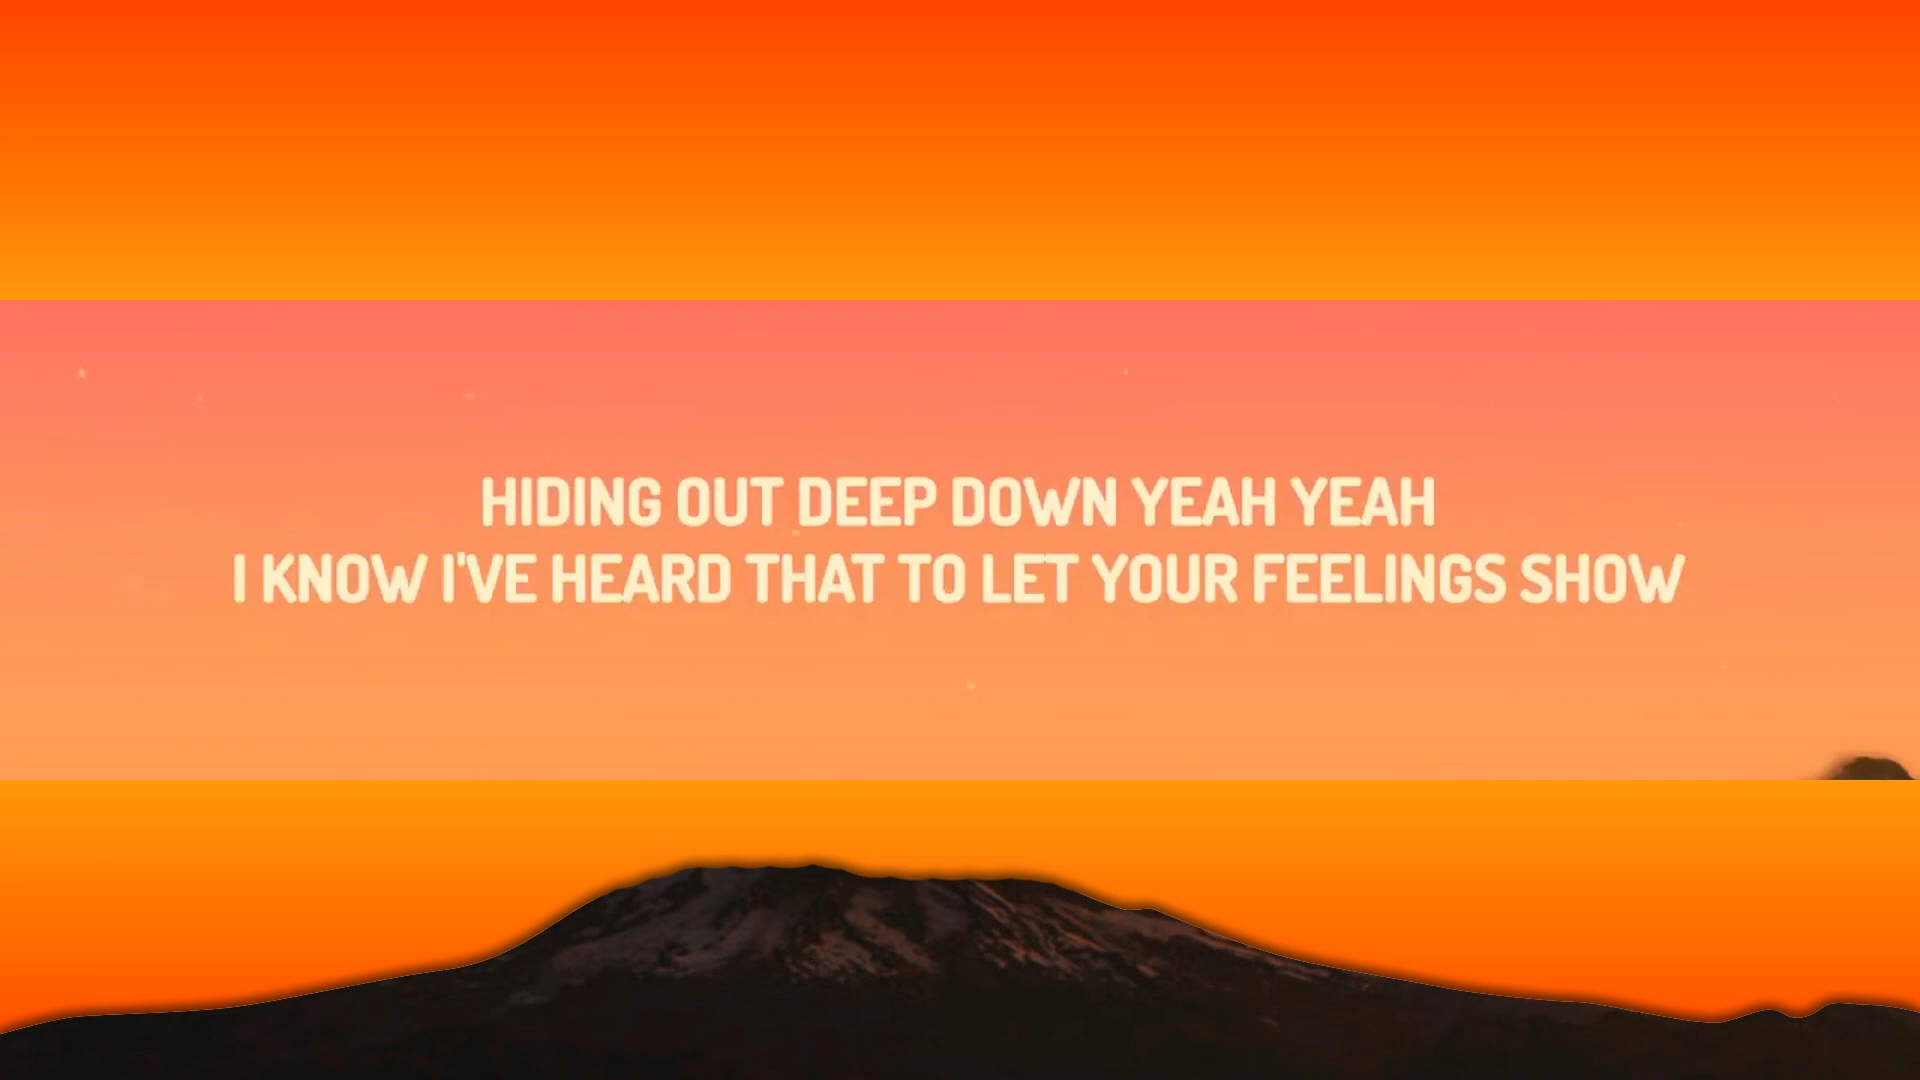 HIDING OUT DEEP DOWN YEAH YEAH
I KNOW I'VE HEARD THAT TO LET YOUR FEELINGS SHOW